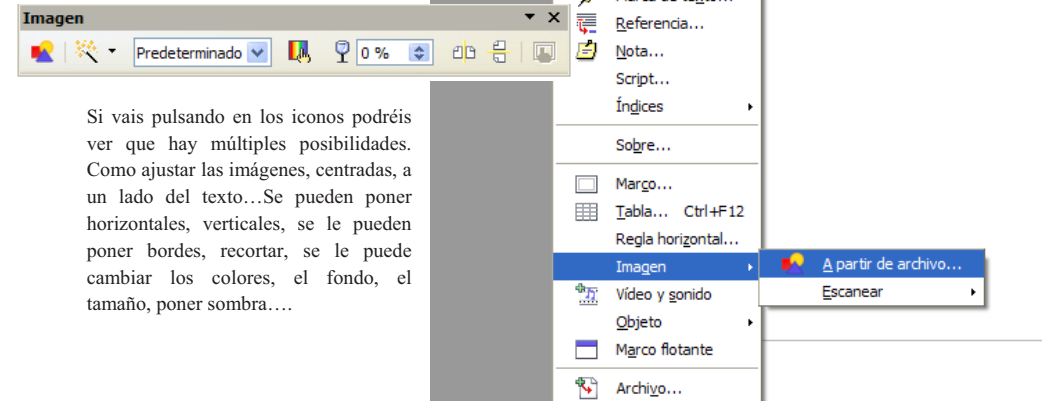 Imagen
Predeterminado 0 %
Si vais pulsando en los iconos podréis
ver que hay múltiples posibilidades.
Como ajustar las imágenes, centradas, a
un lado del texto…Se pueden poner
horizontales, verticales, se le pueden
poner bordes, recortar, se le puede
cambiar los colores, el fondo, el
tamaño, poner sombra….
Marca de texto...
Referencia...
Nota...
Script...
Índices
Sobre...
Marco...
Tabla... Ctrl+F12
Regla horizontal...
Imagen
Vídeo y sonido
Objeto
Marco flotante
Archivo...
A partir de archivo...
Escanear